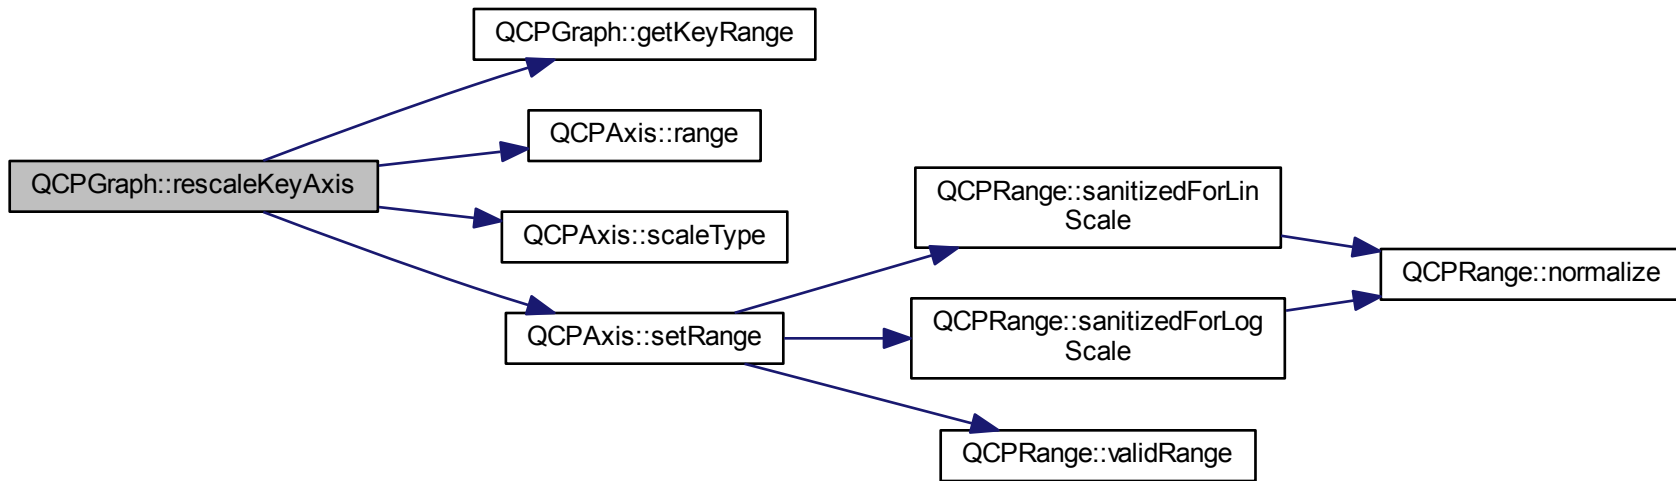 QCPGraph::getKeyRange
QCPAxis::range
QCPGraph::rescaleKeyAxis
QCPAxis::scaleType
QCPAxis::setRange
QCPRange::sanitizedForLin
Scale
QCPRange::sanitizedForLog
Scale
QCPRange::validRange
QCPRange::normalize